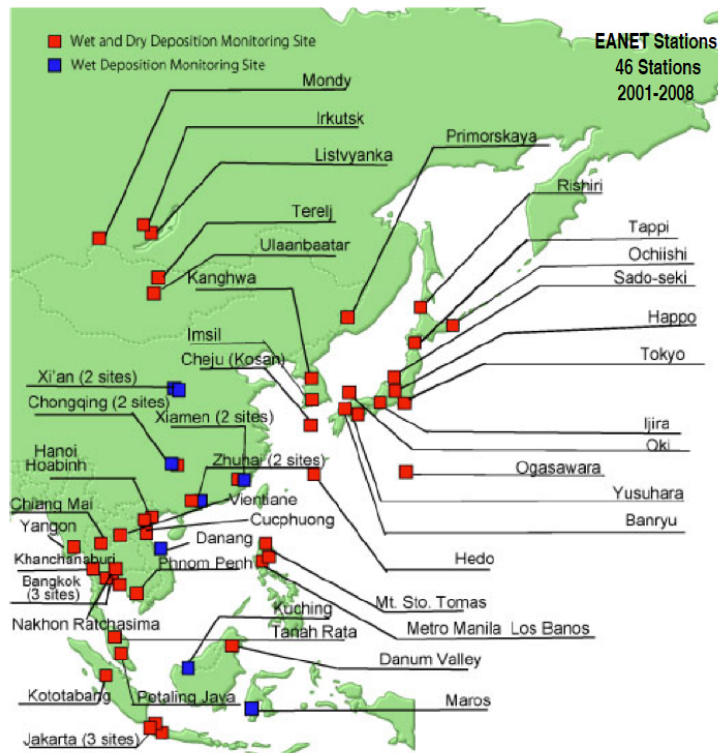 Wet and Dry Deposition Monitoring Site
Wet Deposition Monitoring Site
EANET Stations
46 Stations
2001-2008
Mondy
Irkutsk
Listvyanka
Primorskaya
Rishiri
Terelj
Tappi
Ulaanbaatar
Ochiishi
Kanghwa
Sado-seki
Happo
Imsil
Cheju (Kosan)
Tokyo
Xi'an (2 sites)
Chongqing (2 sites)
Xiamen (2 sites)
Ijira
Oki
Hanoi
Hoabinh
Zhuhai (2 sites)
Ogasawara
Chiang Mai
Vientiane
Yusuhara
Cucphuong
Banryu
Yangon
Danang
Khanchanaburi
Phnom Penh
Hedo
Bangkok
(3 sites)
Mt. Sto. Tomas
Kuching
Nakhon Ratchasima
Metro Manila Los Banos
Tanah Rata
Danum Valley
Kototabang
Petaling Java
Maros
Jakarta (3 sites)